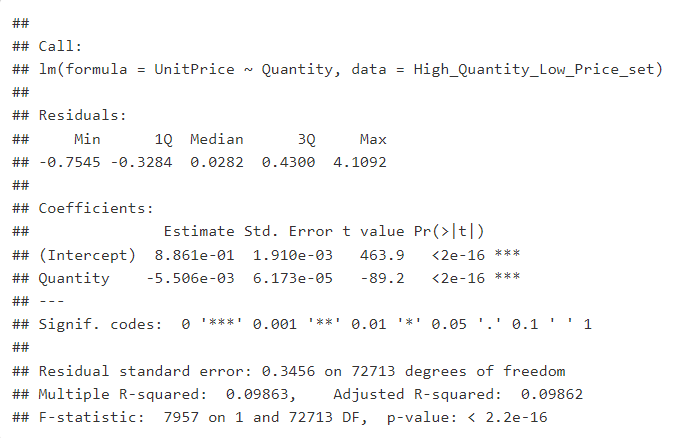 ##
## Call:
## lm(formula = UnitPrice ~ Quantity, data = High_Quantity_Low_Price_set)
##
## Residuals:
##     Min      1Q  Median      3Q     Max
## -0.7545 -0.3284  0.0282  0.4300  4.1092
##
## Coefficients:
##               Estimate Std. Error t value Pr(>|t|)
## (Intercept)  8.861e-01  1.910e-03   463.9   <2e-16 ***
## Quantity    -5.506e-03  6.173e-05   -89.2   <2e-16 ***
## ---
## Signif. codes:  0 '***' 0.001 '**' 0.01 '*' 0.05 '.' 0.1 ' ' 1
##
## Residual standard error: 0.3456 on 72713 degrees of freedom
## Multiple R-squared:  0.09863,    Adjusted R-squared:  0.09862
## F-statistic:  7957 on 1 and 72713 DF,  p-value: < 2.2e-16